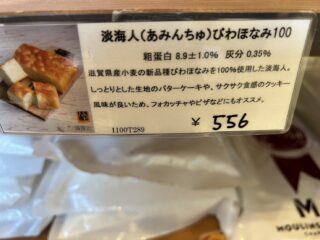 淡海人(あみんちゅ)びわほなみ100
粗蛋白 8.9±1.0% 灰分 0.35%
滋賀県産小麦の新品種びわほなみを100%使用した淡海人。
しっとりとした生地のバターケーキや、サクサク食感のクッキー
風味が良いため、フォカッチャやピザなどにもオススメ。
¥ 556
1100T289
M
MOULINS